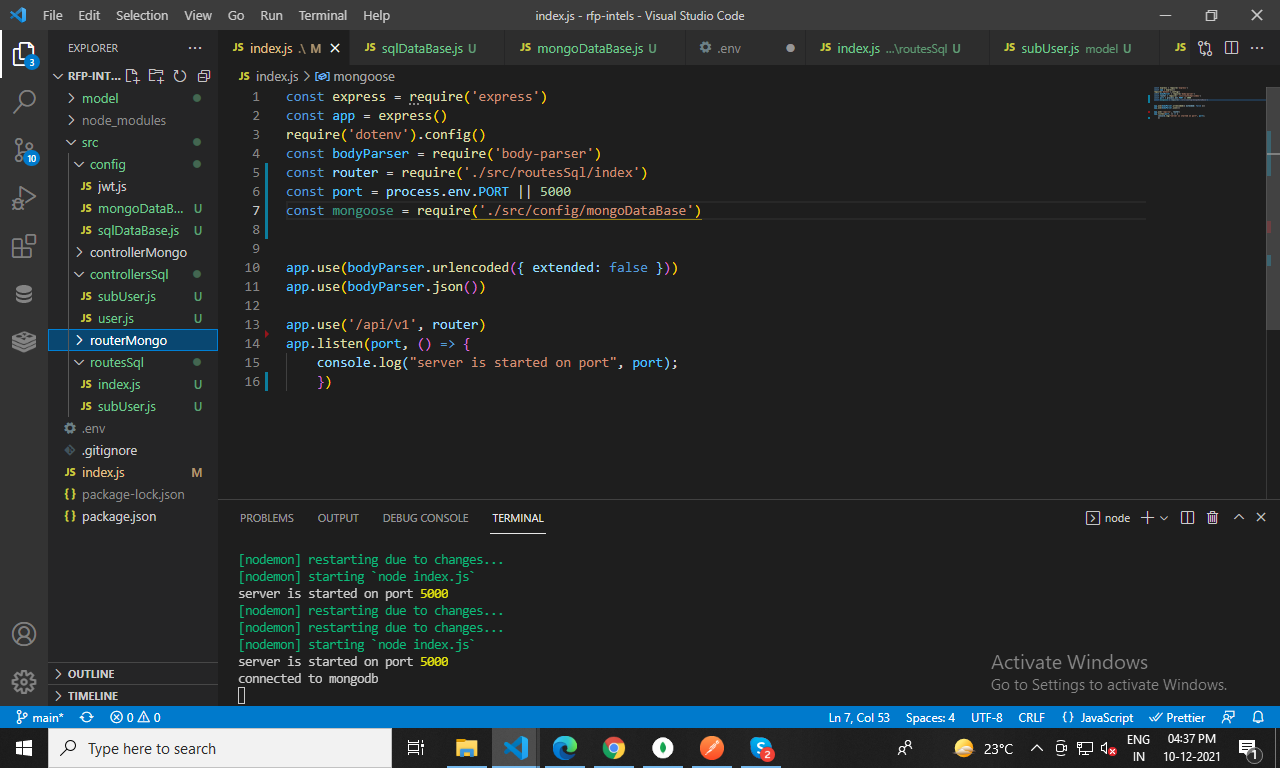 File Edit Selection View Go Run Terminal Help index.js - rfp-intels - Visual Studio Code
EXPLORER
JS index.js .\ M JS sqlDataBase.js U JS mongoDataBase.js U .env JS index.js ...\routesSql U JS subUser.js model U JS
RFP-INT...
JS index.js > mongoose
model
node_modules
src
config
JS jwt.js
JS mongoDataB... U
JS sqlDataBase.js U
controllerMongo
controllersSql
JS subUser.js U
JS user.js U
routerMongo
routesSql
JS index.js U
JS subUser.js U
.env
.gitignore
JS index.js M
{} package-lock.json
{} package.json
OUTLINE
TIMELINE
3
10
1 const express = require('express')
2 const app = express()
3 require('dotenv').config()
4 const bodyParser = require('body-parser')
5 const router = require('./src/routesSql/index')
6 const port = process.env.PORT || 5000
7 const mongoose = require('./src/config/mongoDataBase')
8
9
10 app.use(bodyParser.urlencoded({ extended: false }))
11 app.use(bodyParser.json())
12
13 app.use('/api/v1', router)
14 app.listen(port, () => {
15 console.log("server is started on port", port);
16 })
PROBLEMS OUTPUT DEBUG CONSOLE TERMINAL node
[nodemon] restarting due to changes...
[nodemon] starting `node index.js`
server is started on port 5000
[nodemon] restarting due to changes...
[nodemon] restarting due to changes...
[nodemon] starting `node index.js`
server is started on port 5000
connected to mongodb
Activate Windows
Go to Settings to activate Windows.
main* 0 0 Ln 7, Col 53 Spaces: 4 UTF-8 CRLF {} JavaScript Prettier
Type here to search 2 23°C ENG 04:37 PM
IN 10-12-2021 1